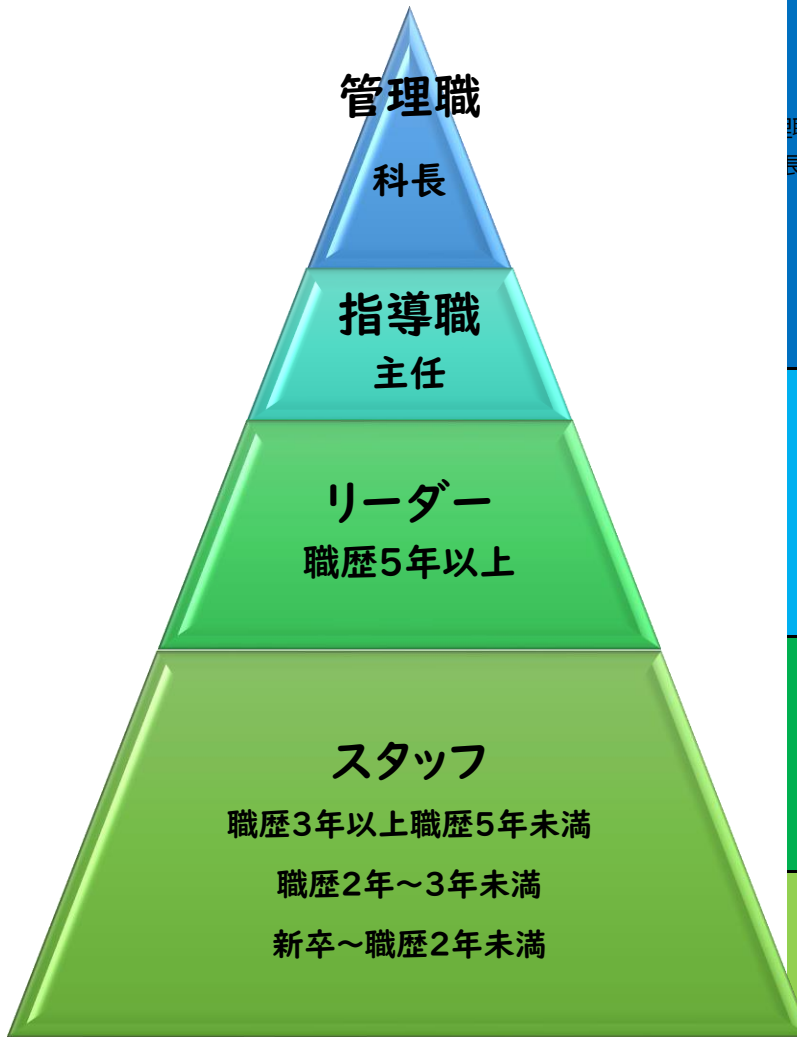 管理職
科長
指導職
主任
リーダー
職歴5年以上
スタッフ
職歴3年以上職歴5年未満
職歴2年～3年未満
新卒～職歴2年未満